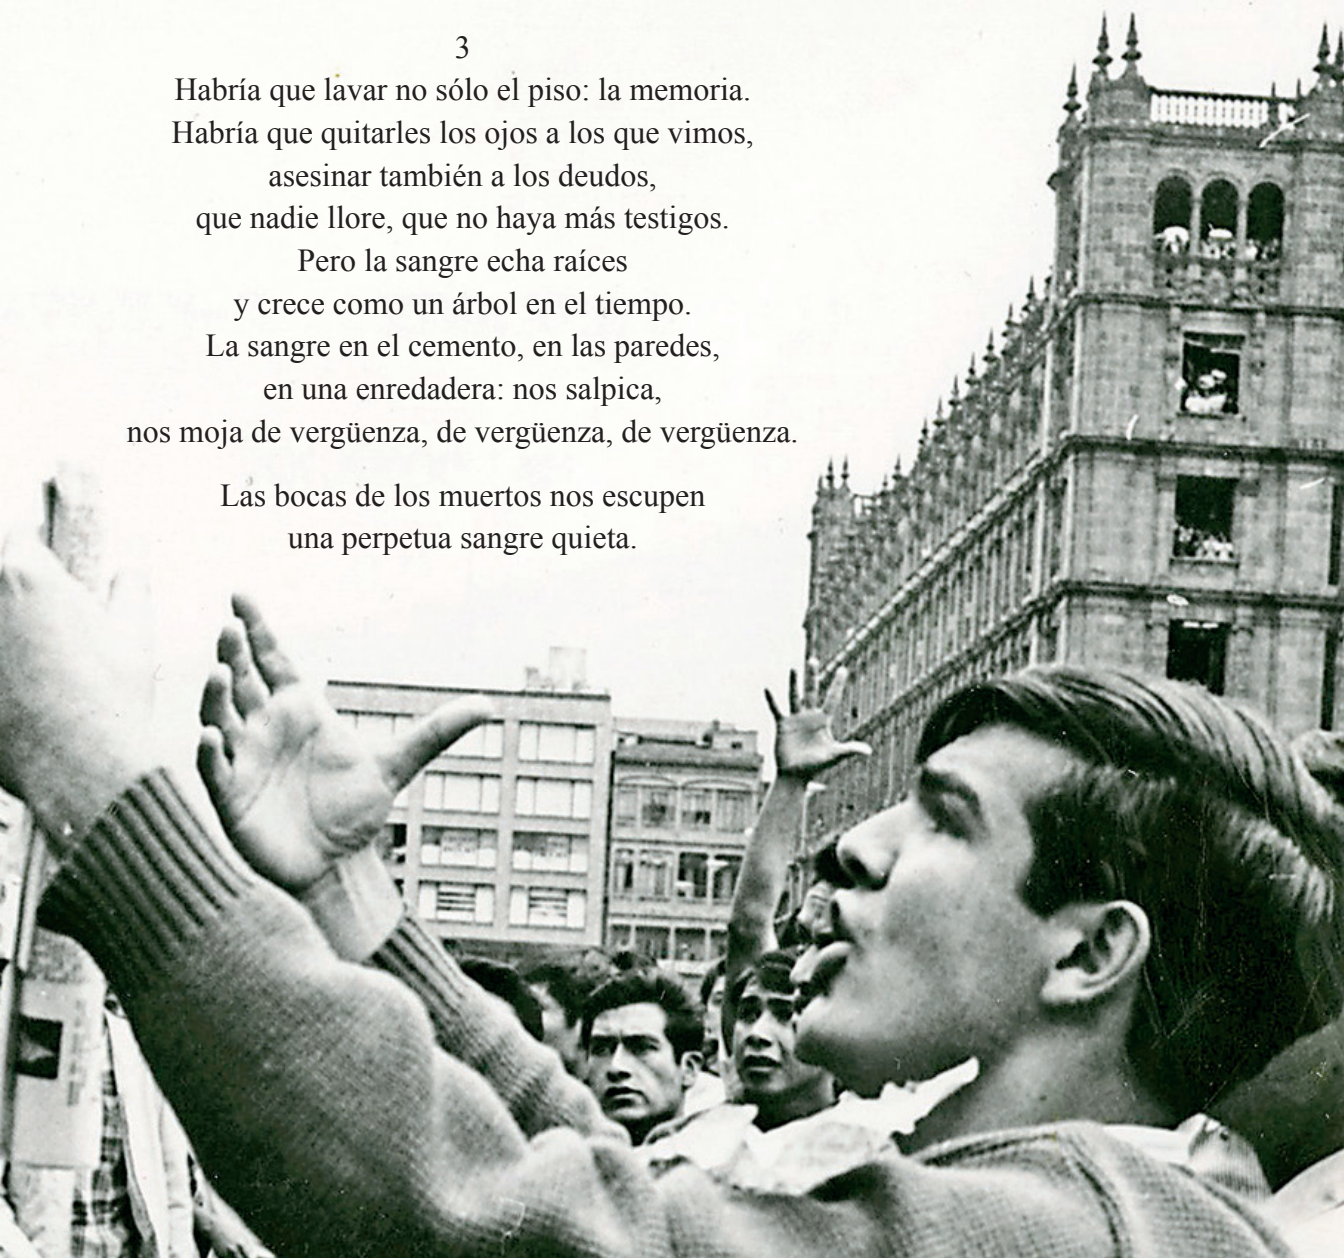 3
Habría que lavar no sólo el piso: la memoria.
Habría que quitarles los ojos a los que vimos,
asesinar también a los deudos,
que nadie llore, que no haya más testigos.
Pero la sangre echa raíces
y crece como un árbol en el tiempo.
La sangre en el cemento, en las paredes,
en una enredadera: nos salpica,
nos moja de vergüenza, de vergüenza, de vergüenza.
Las bocas de los muertos nos escupen
una perpetua sangre quieta.